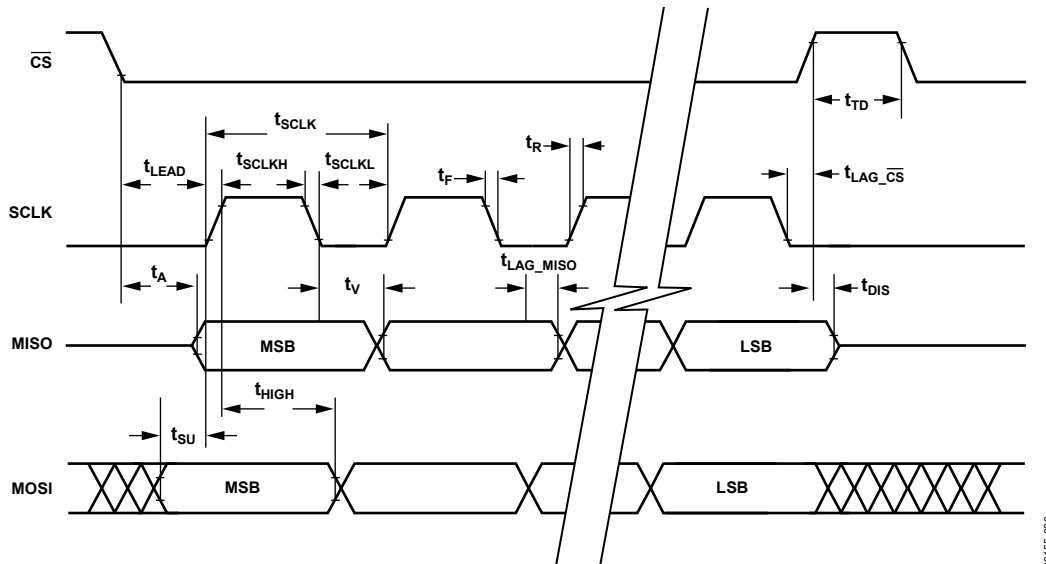 CS
tTD
tSCLK
tLEAD
tSCLKH
tSCLKL
tF
tR
tLAG_CS
SCLK
tA
tV
tLAG_MISO
tDIS
MISO
MSB
LSB
tHIGH
tSU
MOSI
MSB
LSB